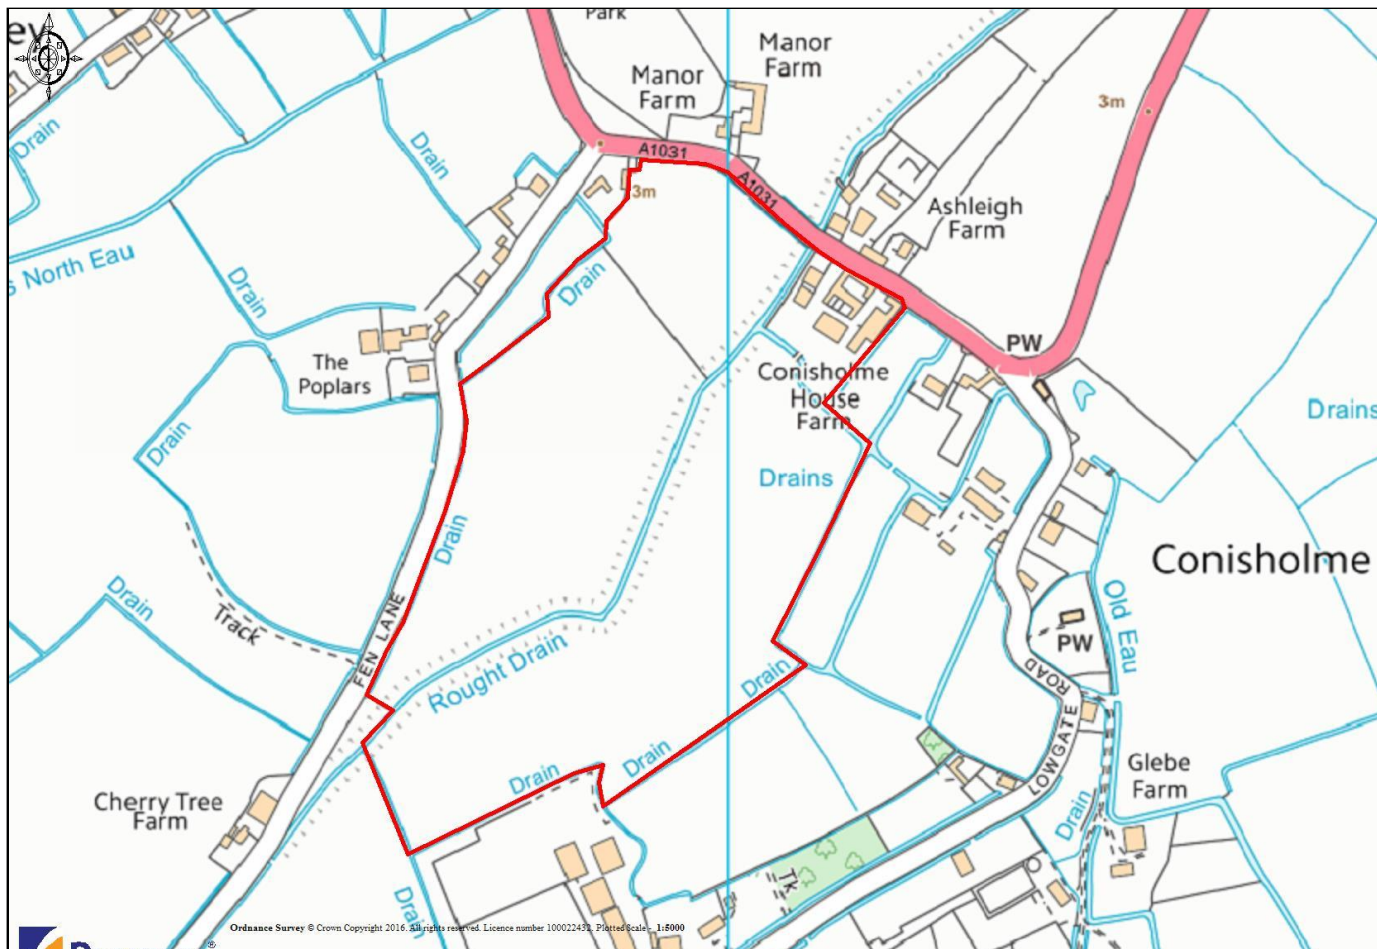 ey
Park
Manor
Farm
Manor
Farm
3m
Drain
Drain
A1031
A1031
3m
Ashleigh
Farm
s North Eau
Drain
Drain
The
Poplars
PW
Conisholme
House
Farm
Drains
Drain
Drains
Drain
Conisholme
Drain
Track
FEN LANE
Old Eau
PW
Rought Drain
Drain
LOWGATE ROAD
Drain
Drain
Glebe
Farm
Cherry Tree
Farm
Drain
Tk
Drain
Ordnance Survey © Crown Copyright 2016. All rights reserved. Licence number 100022432. Plotted Scale - 1:5000